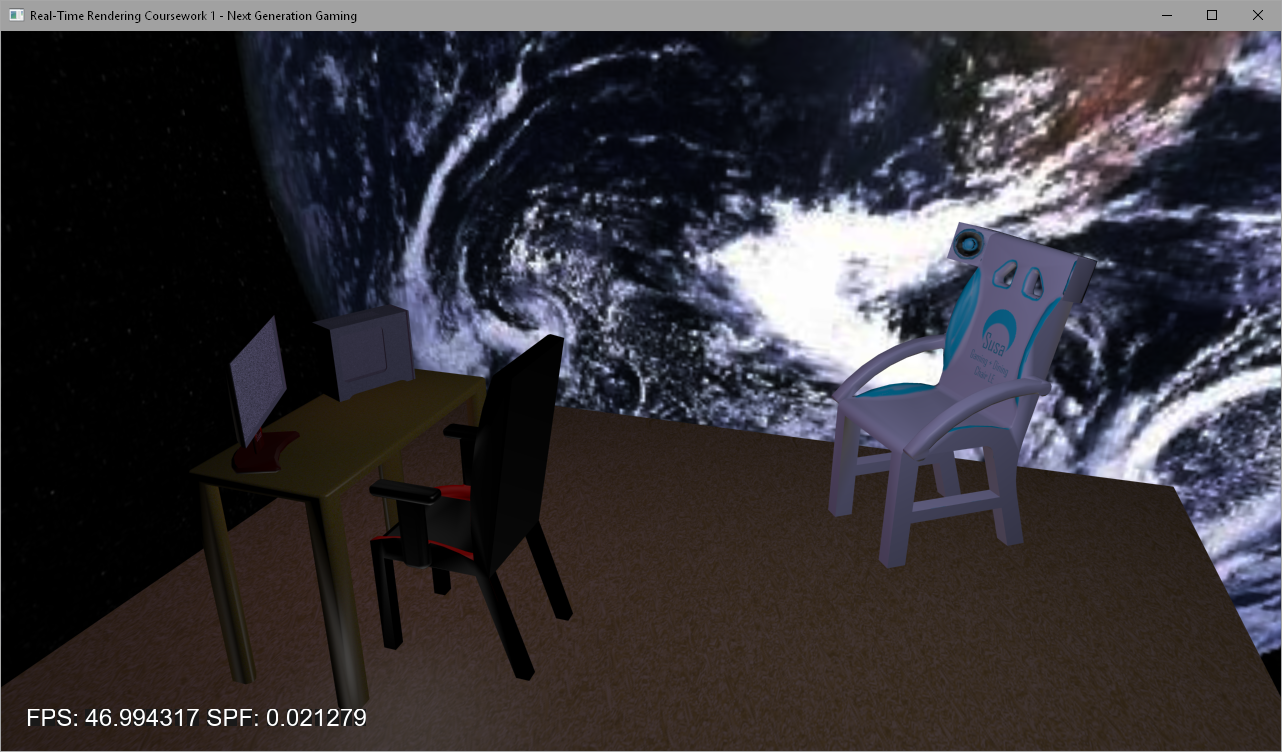 Real-Time Rendering Coursework 1 - Next Generation Gaming
Susa
FPS: 46.994317 SPF: 0.021279